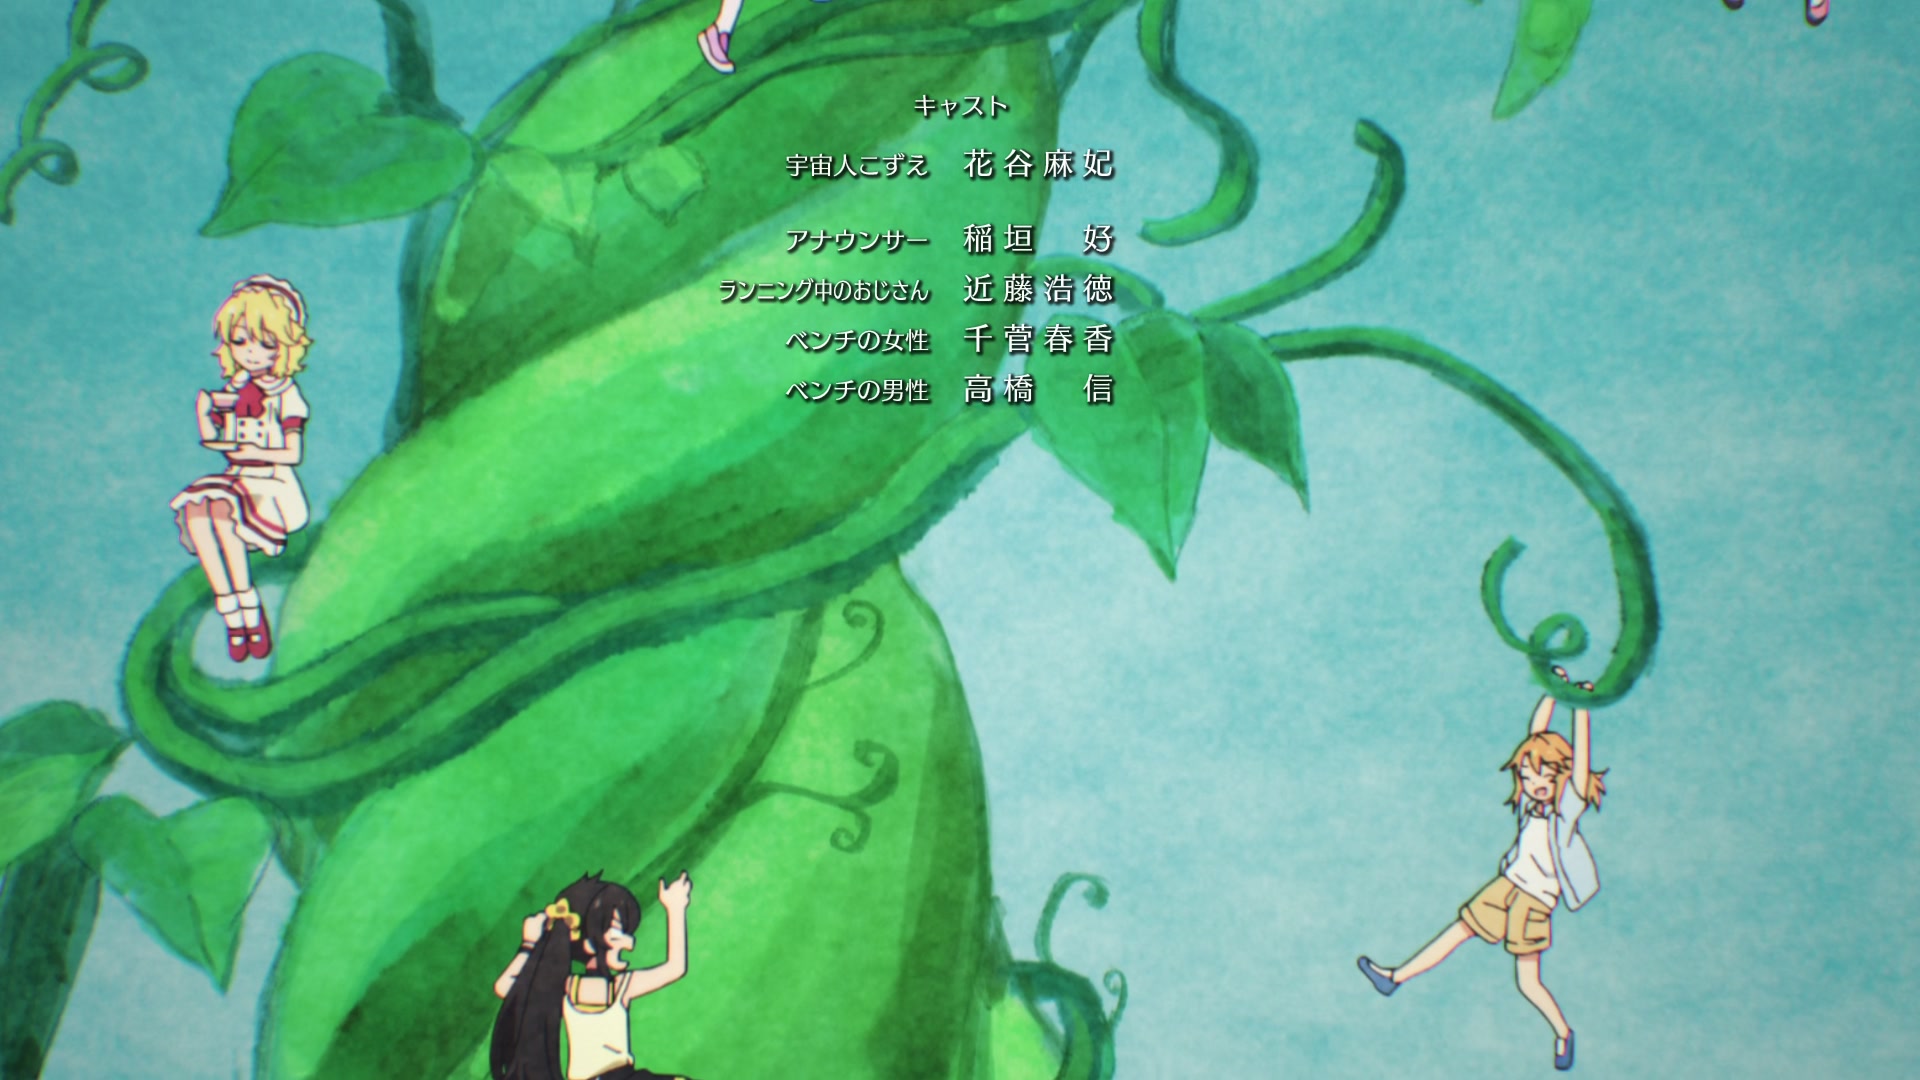 キャスト
宇宙人こずえ 花谷麻妃
アナウンサー 稲垣 好
ランニング中のおじさん 近藤浩徳
ベンチの女性 千菅春香
ベンチの男性 高橋 信